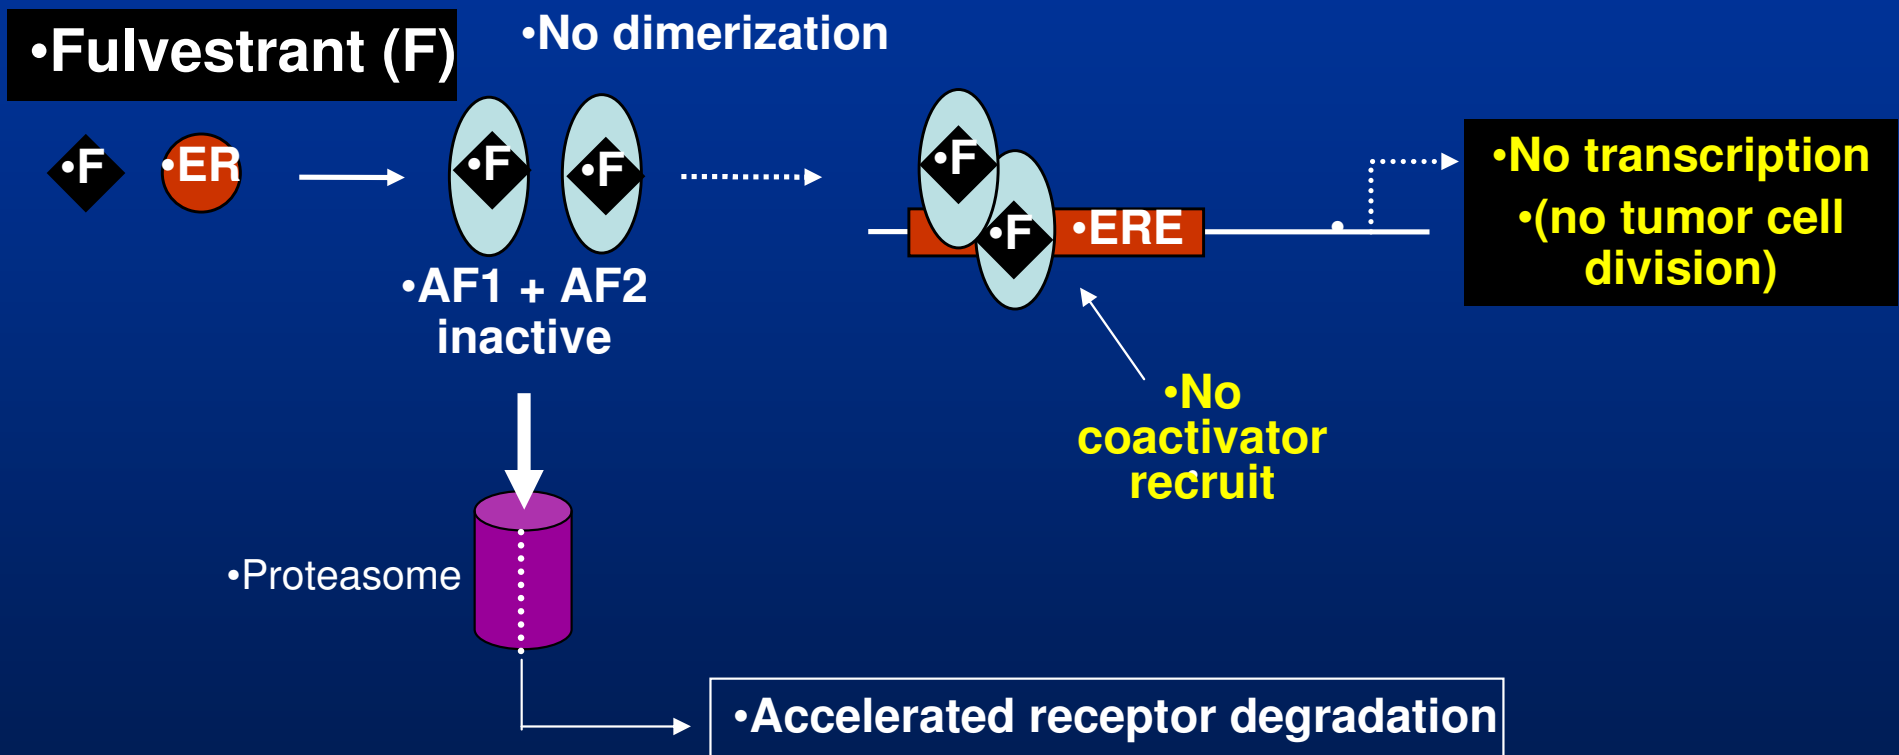 •Fulvestrant (F)
•No dimerization
•F
•ER
•F
•F
•F
•F
•ERE
•No transcription
•(no tumor cell
division)
•AF1 + AF2
inactive
•No
coactivator
recruit
•Proteasome
•Accelerated receptor degradation